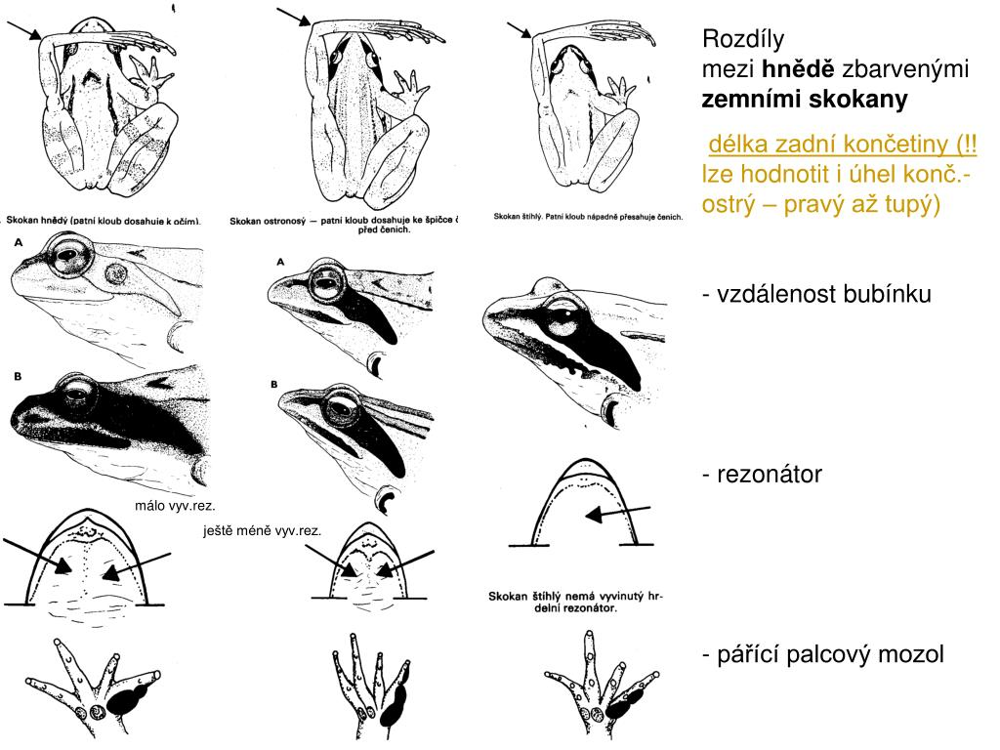 Rozdíly
mezi hnědě zbarvenými
zemními skokany
délka zadní končetiny (!!
lze hodnotit i úhel konč.-
ostrý – pravý až tupý)
Skokan hnědý (patní kloub dosahuje k očím).
Skokan ostronosý — patní kloub dosahuje ke špičce č
před čenich.
Skokan štíhlý. Patní kloub nápadně přesahuje čenich.
A
A
- vzdálenost bubínku
B
B
- rezonátor
málo vyv.rez.
ještě méně vyv.rez.
Skokan štíhlý nemá vyvinutý hr-
delní rezonátor.
- pářící palcový mozol